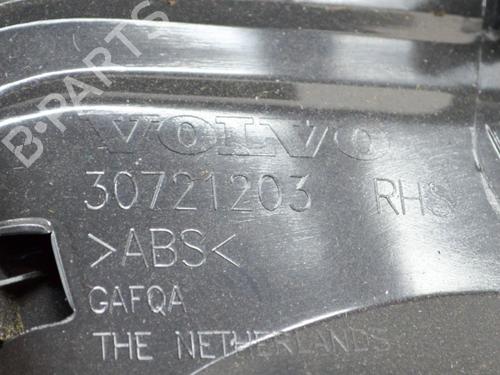 B-PARTS
VOLVO
30721203 RHS
>ABS<
GAFQA
THE NETHERLANDS